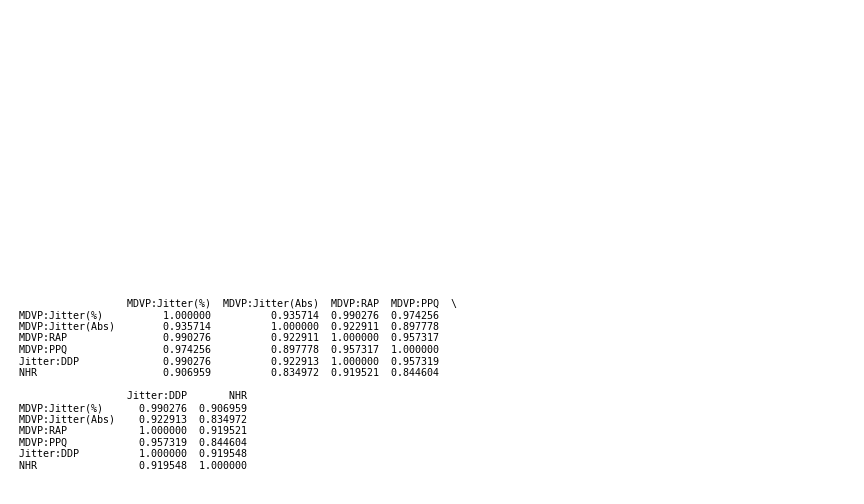 MDVP:Jitter(%)  MDVP:Jitter(Abs)  MDVP:RAP  MDVP:PPQ  \
MDVP:Jitter(%)          1.000000          0.935714  0.990276  0.974256
MDVP:Jitter(Abs)        0.935714          1.000000  0.922911  0.897778
MDVP:RAP                0.990276          0.922911  1.000000  0.957317
MDVP:PPQ                0.974256          0.897778  0.957317  1.000000
Jitter:DDP              0.990276          0.922913  1.000000  0.957319
NHR                     0.906959          0.834972  0.919521  0.844604
Jitter:DDP       NHR
MDVP:Jitter(%)      0.990276  0.906959
MDVP:Jitter(Abs)    0.922913  0.834972
MDVP:RAP            1.000000  0.919521
MDVP:PPQ            0.957319  0.844604
Jitter:DDP          1.000000  0.919548
NHR                 0.919548  1.000000